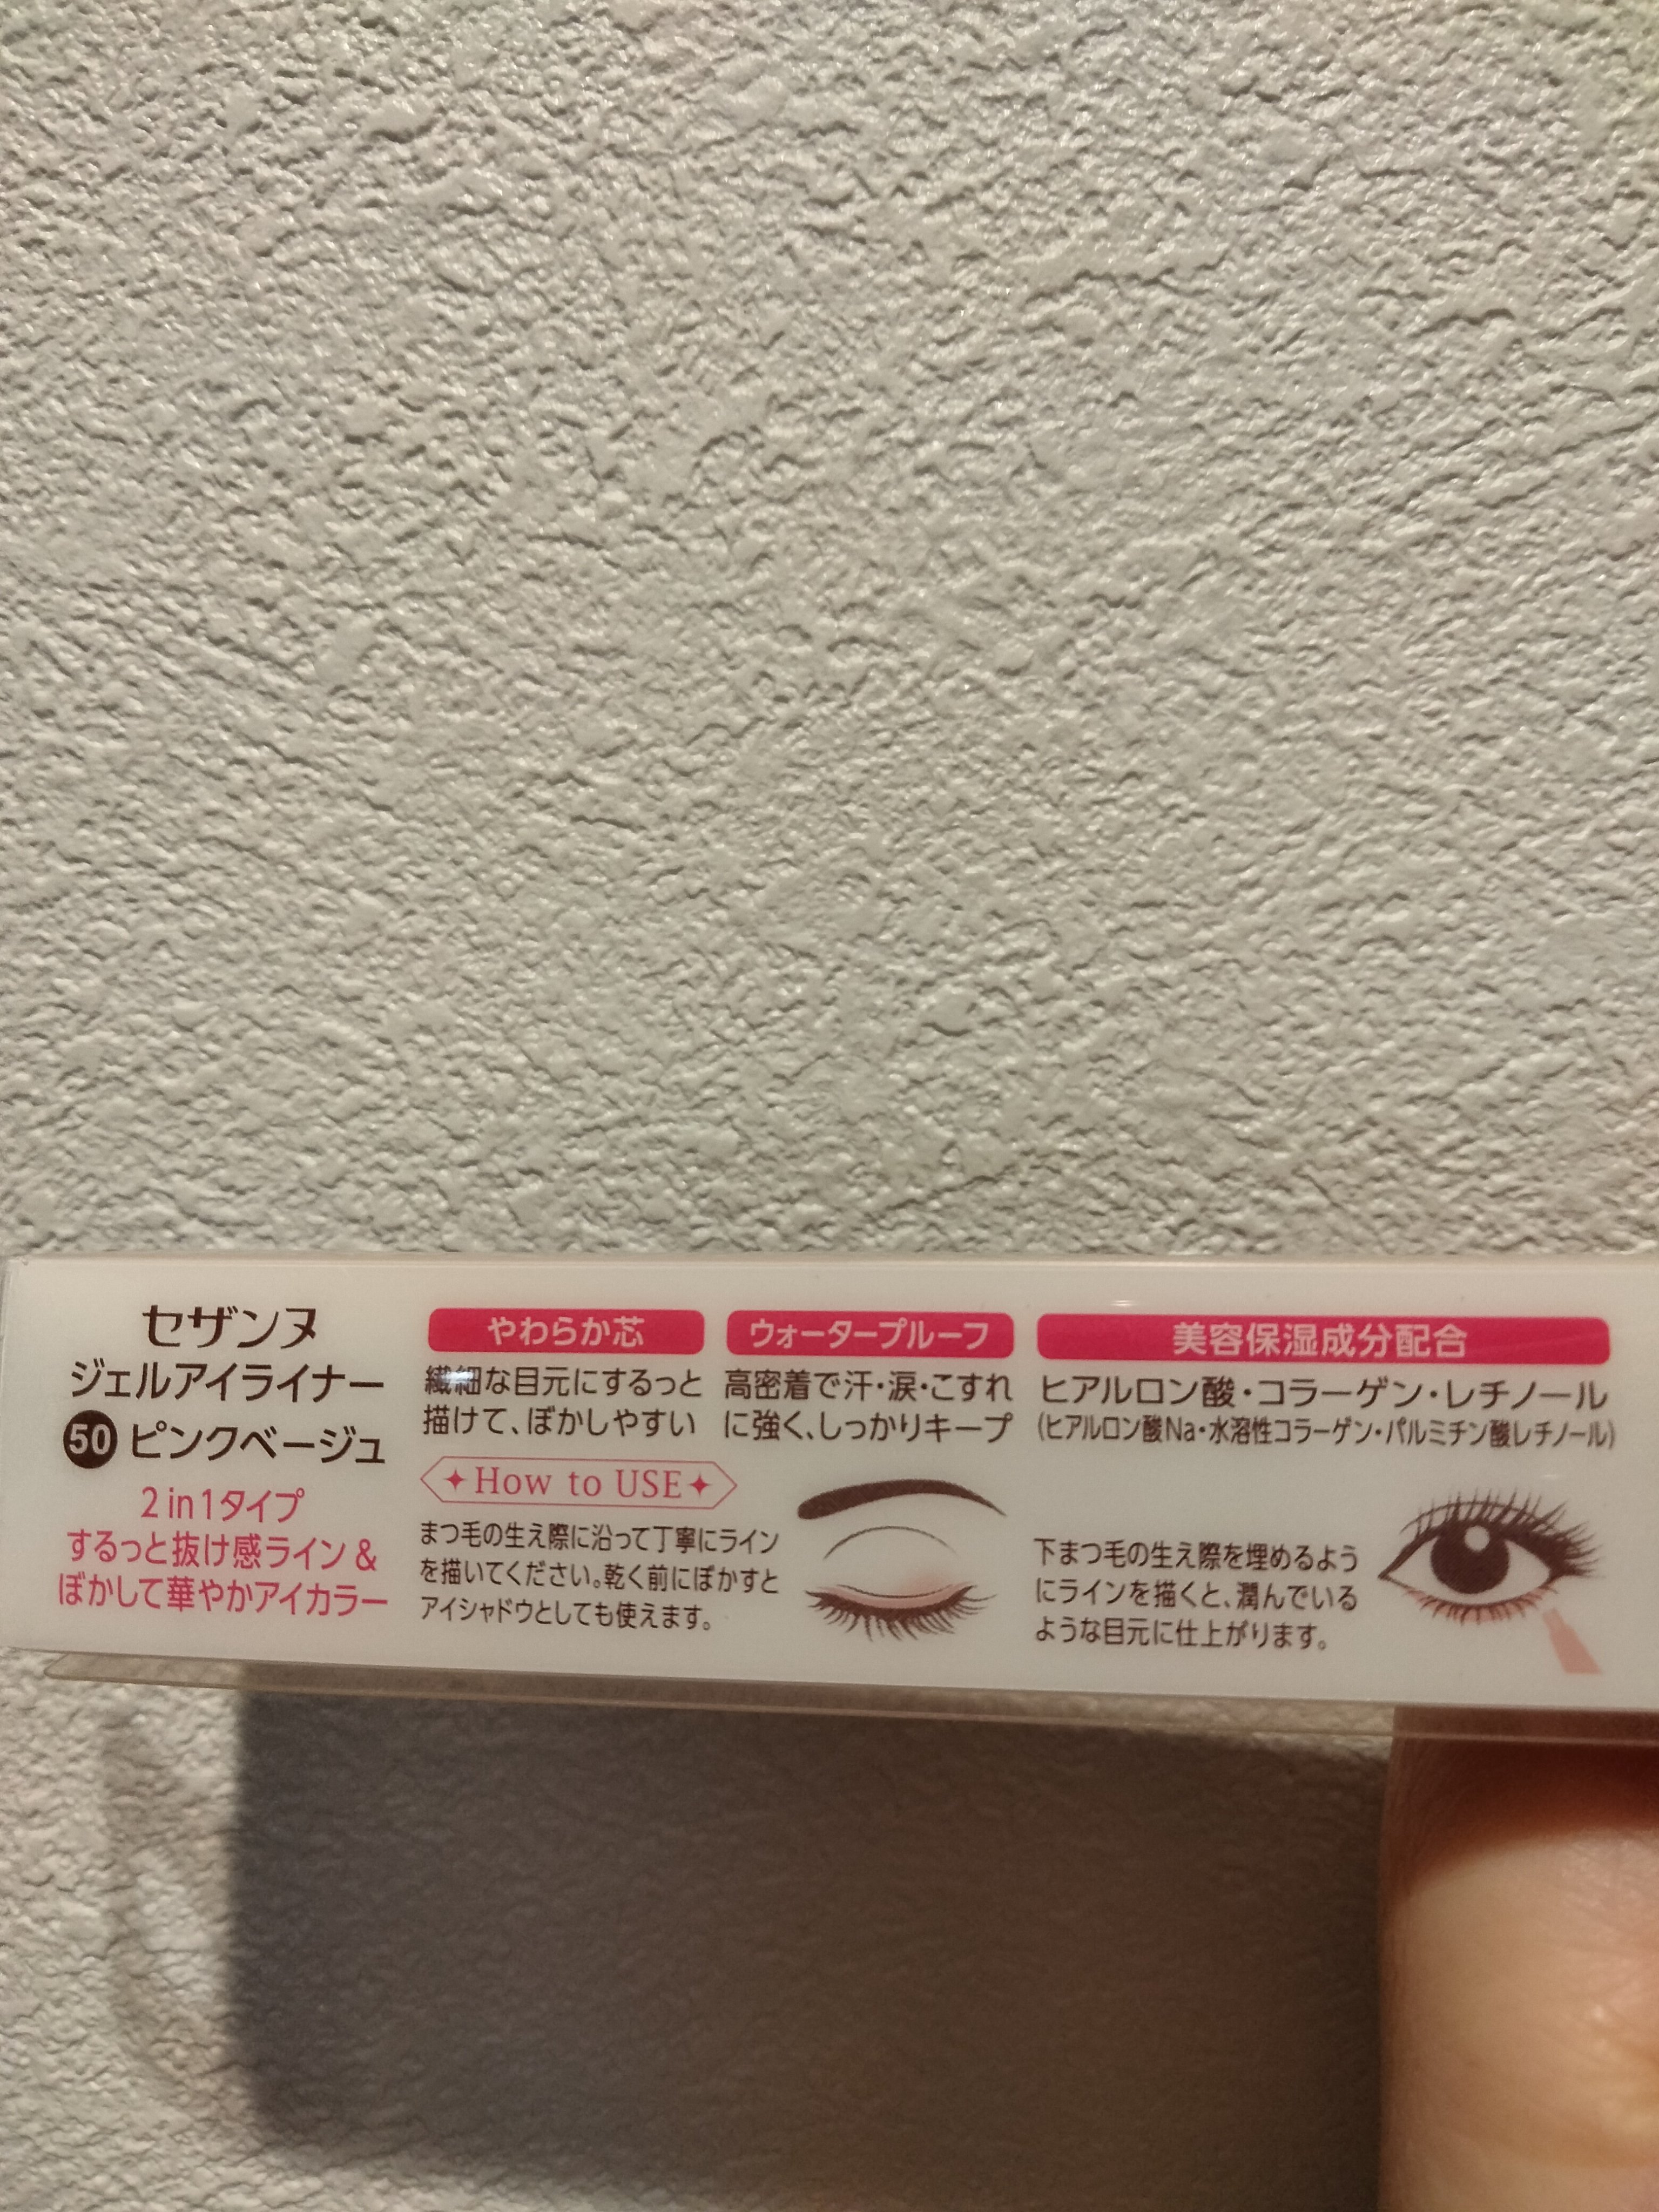 セザンヌ
ジェルアイライナー
50 ピンクベージュ
2 in 1タイプ
するっと抜け感ライン &
ぼかして華やかアイカラー
やわらか芯
繊細な目元にするっと
描けて、ぼかしやすい
ウォータープルーフ
高密着で汗・涙・こすれ
に強く、しっかりキープ
美容保湿成分配合
ヒアルロン酸・コラーゲン・レチノール
(ヒアルロン酸Na・水溶性コラーゲン・パルミチン酸レチノール)
How to USE
まつ毛の生え際に沿って丁寧にライン
を描いてください。乾く前にぼかすと
アイシャドウとしても使えます。
下まつ毛の生え際を埋めるよう
にラインを描くと、潤んでいる
ような目元に仕上がります。